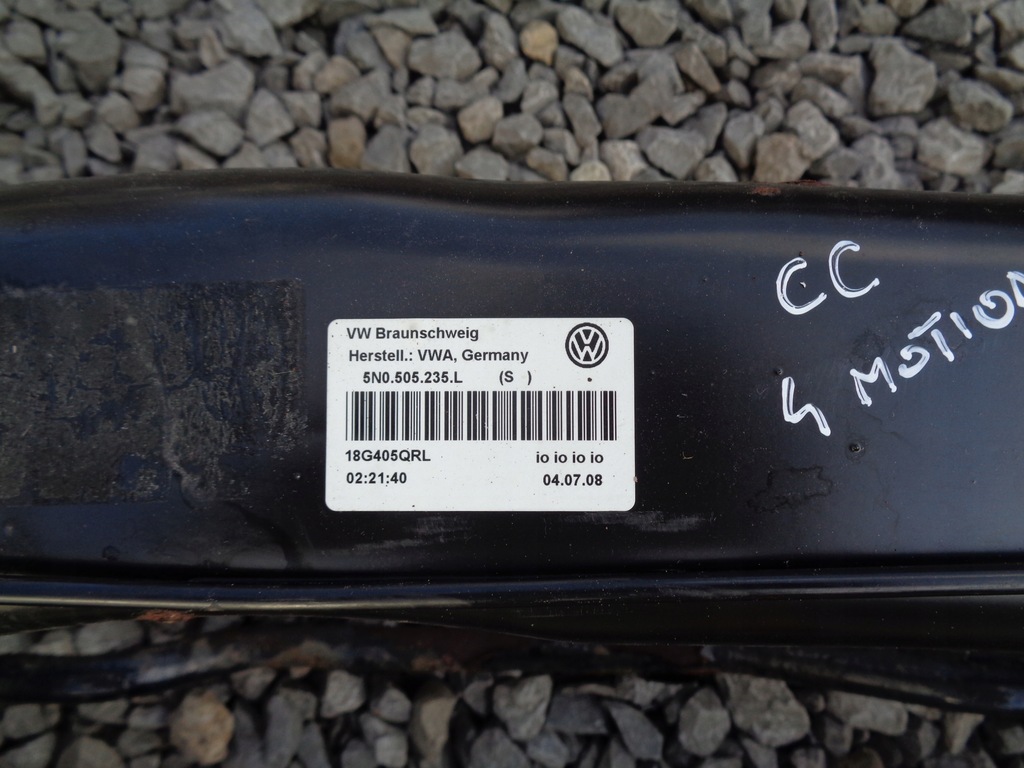 VW Braunschweig
Herstell.: VWA, Germany
5N0.505.235.L (S )
18G405QRL io io io io
02:21:40 04.07.08
CC
4 MOTION